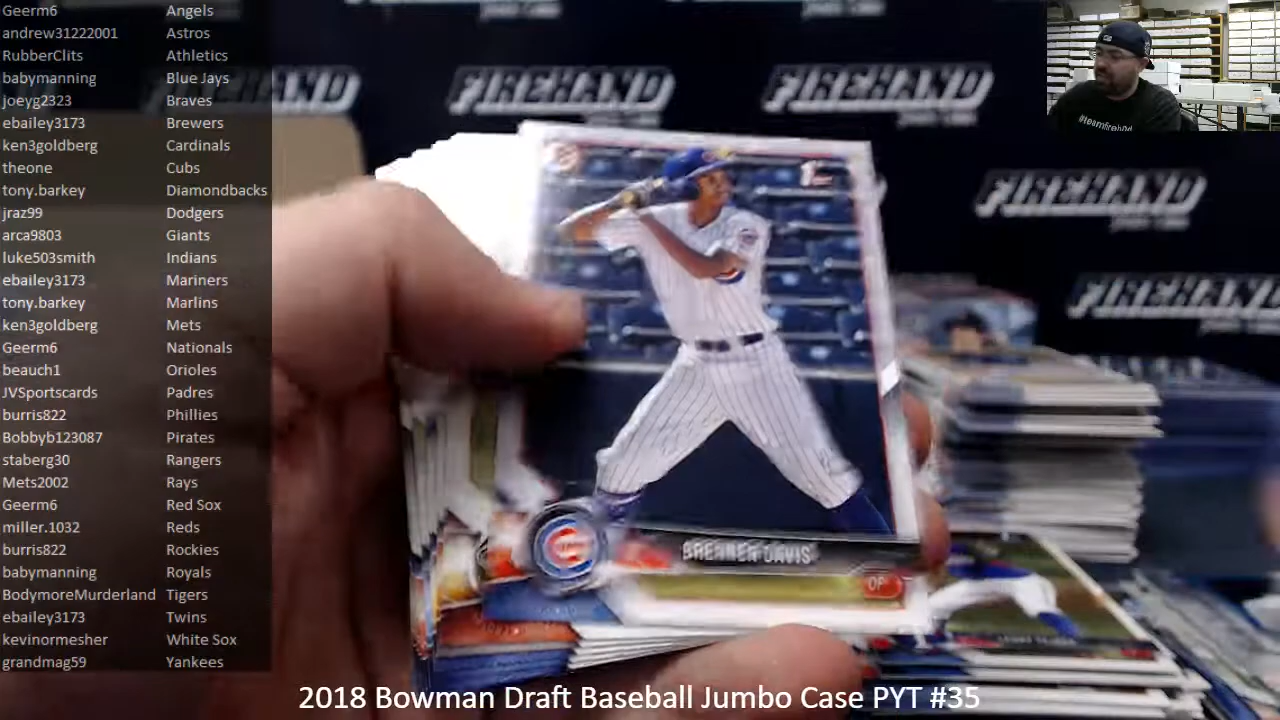 Geerm6 Angels
andrew31222001 Astros
RubberClits Athletics
babymanning Blue Jays
joeyg2323 Braves
ebailey3173 Brewers
ken3goldberg Cardinals
theone Cubs
tony.barkey Diamondbacks
jraz99 Dodgers
arca9803 Giants
luke503smith Indians
ebailey3173 Mariners
tony.barkey Marlins
ken3goldberg Mets
Geerm6 Nationals
beauch1 Orioles
JVSportscards Padres
burris822 Phillies
Bobbyb123087 Pirates
staberg30 Rangers
Mets2002 Rays
Geerm6 Red Sox
miller.1032 Reds
burris822 Rockies
babymanning Royals
BodymoreMurderland Tigers
ebailey3173 Twins
kevinormesher White Sox
grandmag59 Yankees
FIREHAND
FIREHAND
FIREHAND
FIREHAND
BRENNEN DAVIS
OF
2018 Bowman Draft Baseball Jumbo Case PYT #35